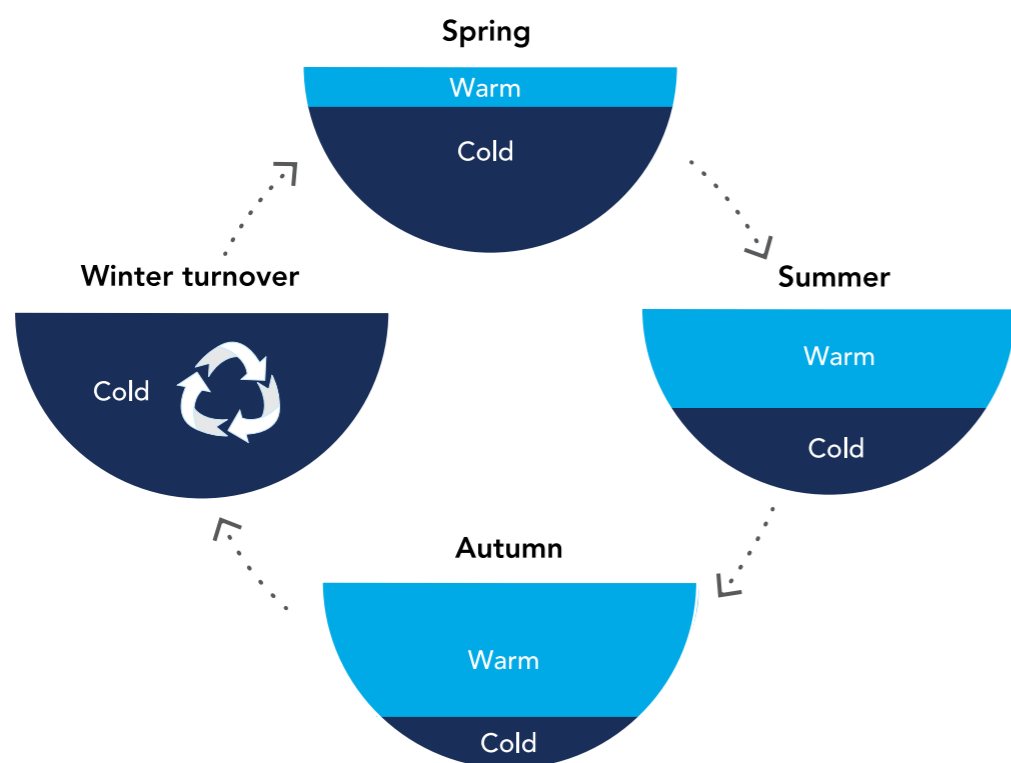 Spring
Warm
Cold
Winter turnover
Cold
Summer
Warm
Cold
Autumn
Warm
Cold